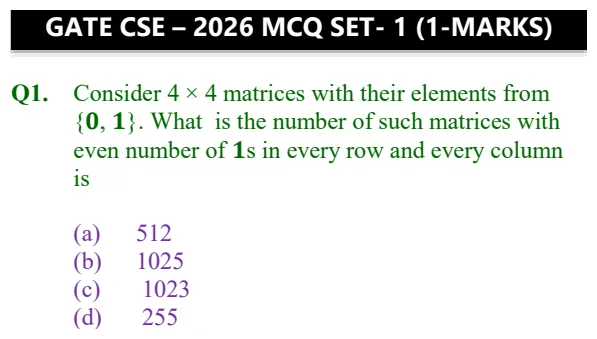 GATE CSE – 2026 MCQ SET- 1 (1-MARKS)
Q1. Consider 4 × 4 matrices with their elements from
{0, 1}. What is the number of such matrices with
even number of 1s in every row and every column
is
(a) 512
(b) 1025
(c) 1023
(d) 255